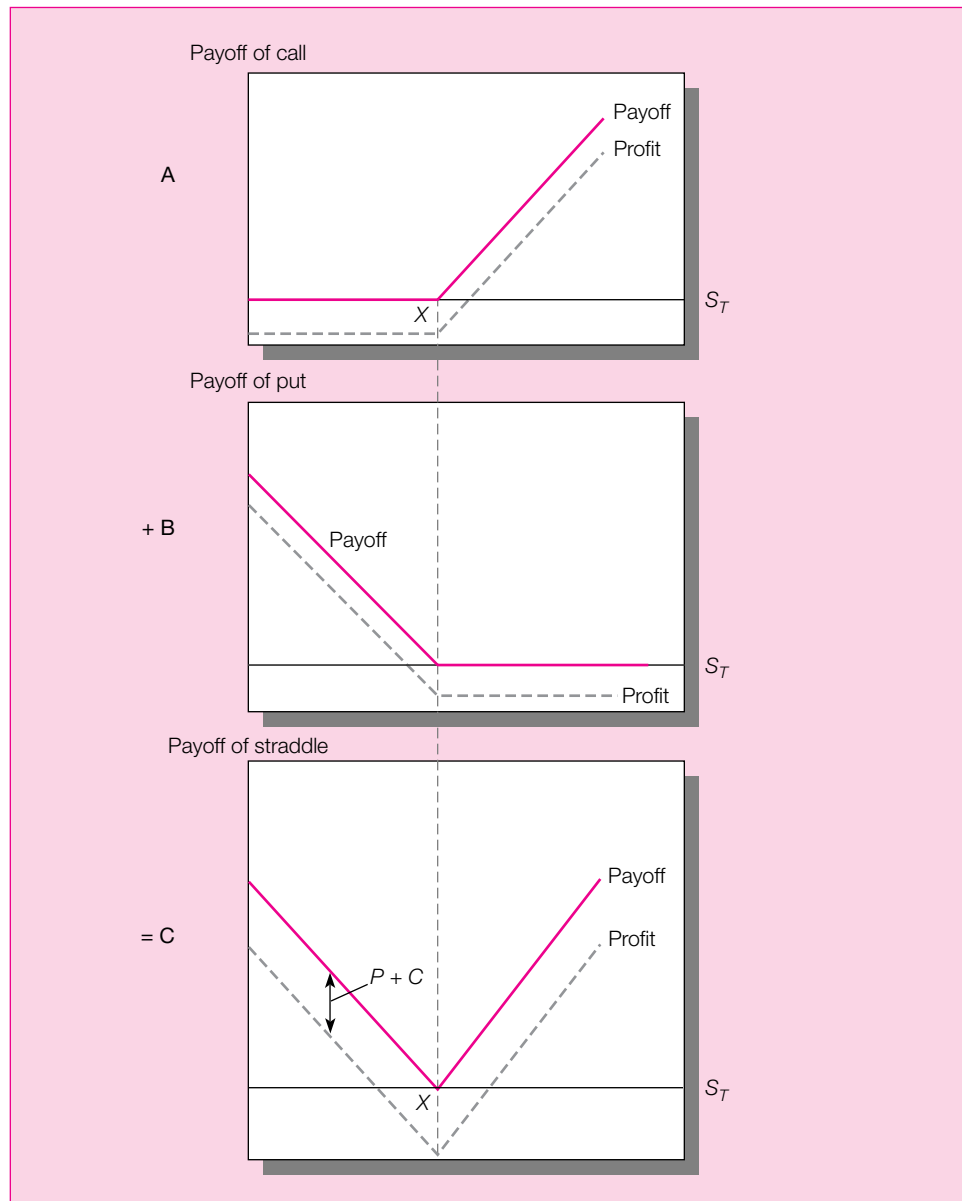 Payoff of call
Payoff
Profit
A
X
S_T
Payoff of put
+ B
Payoff
S_T
Profit
Payoff of straddle
Payoff
= C
Profit
P + C
X
S_T